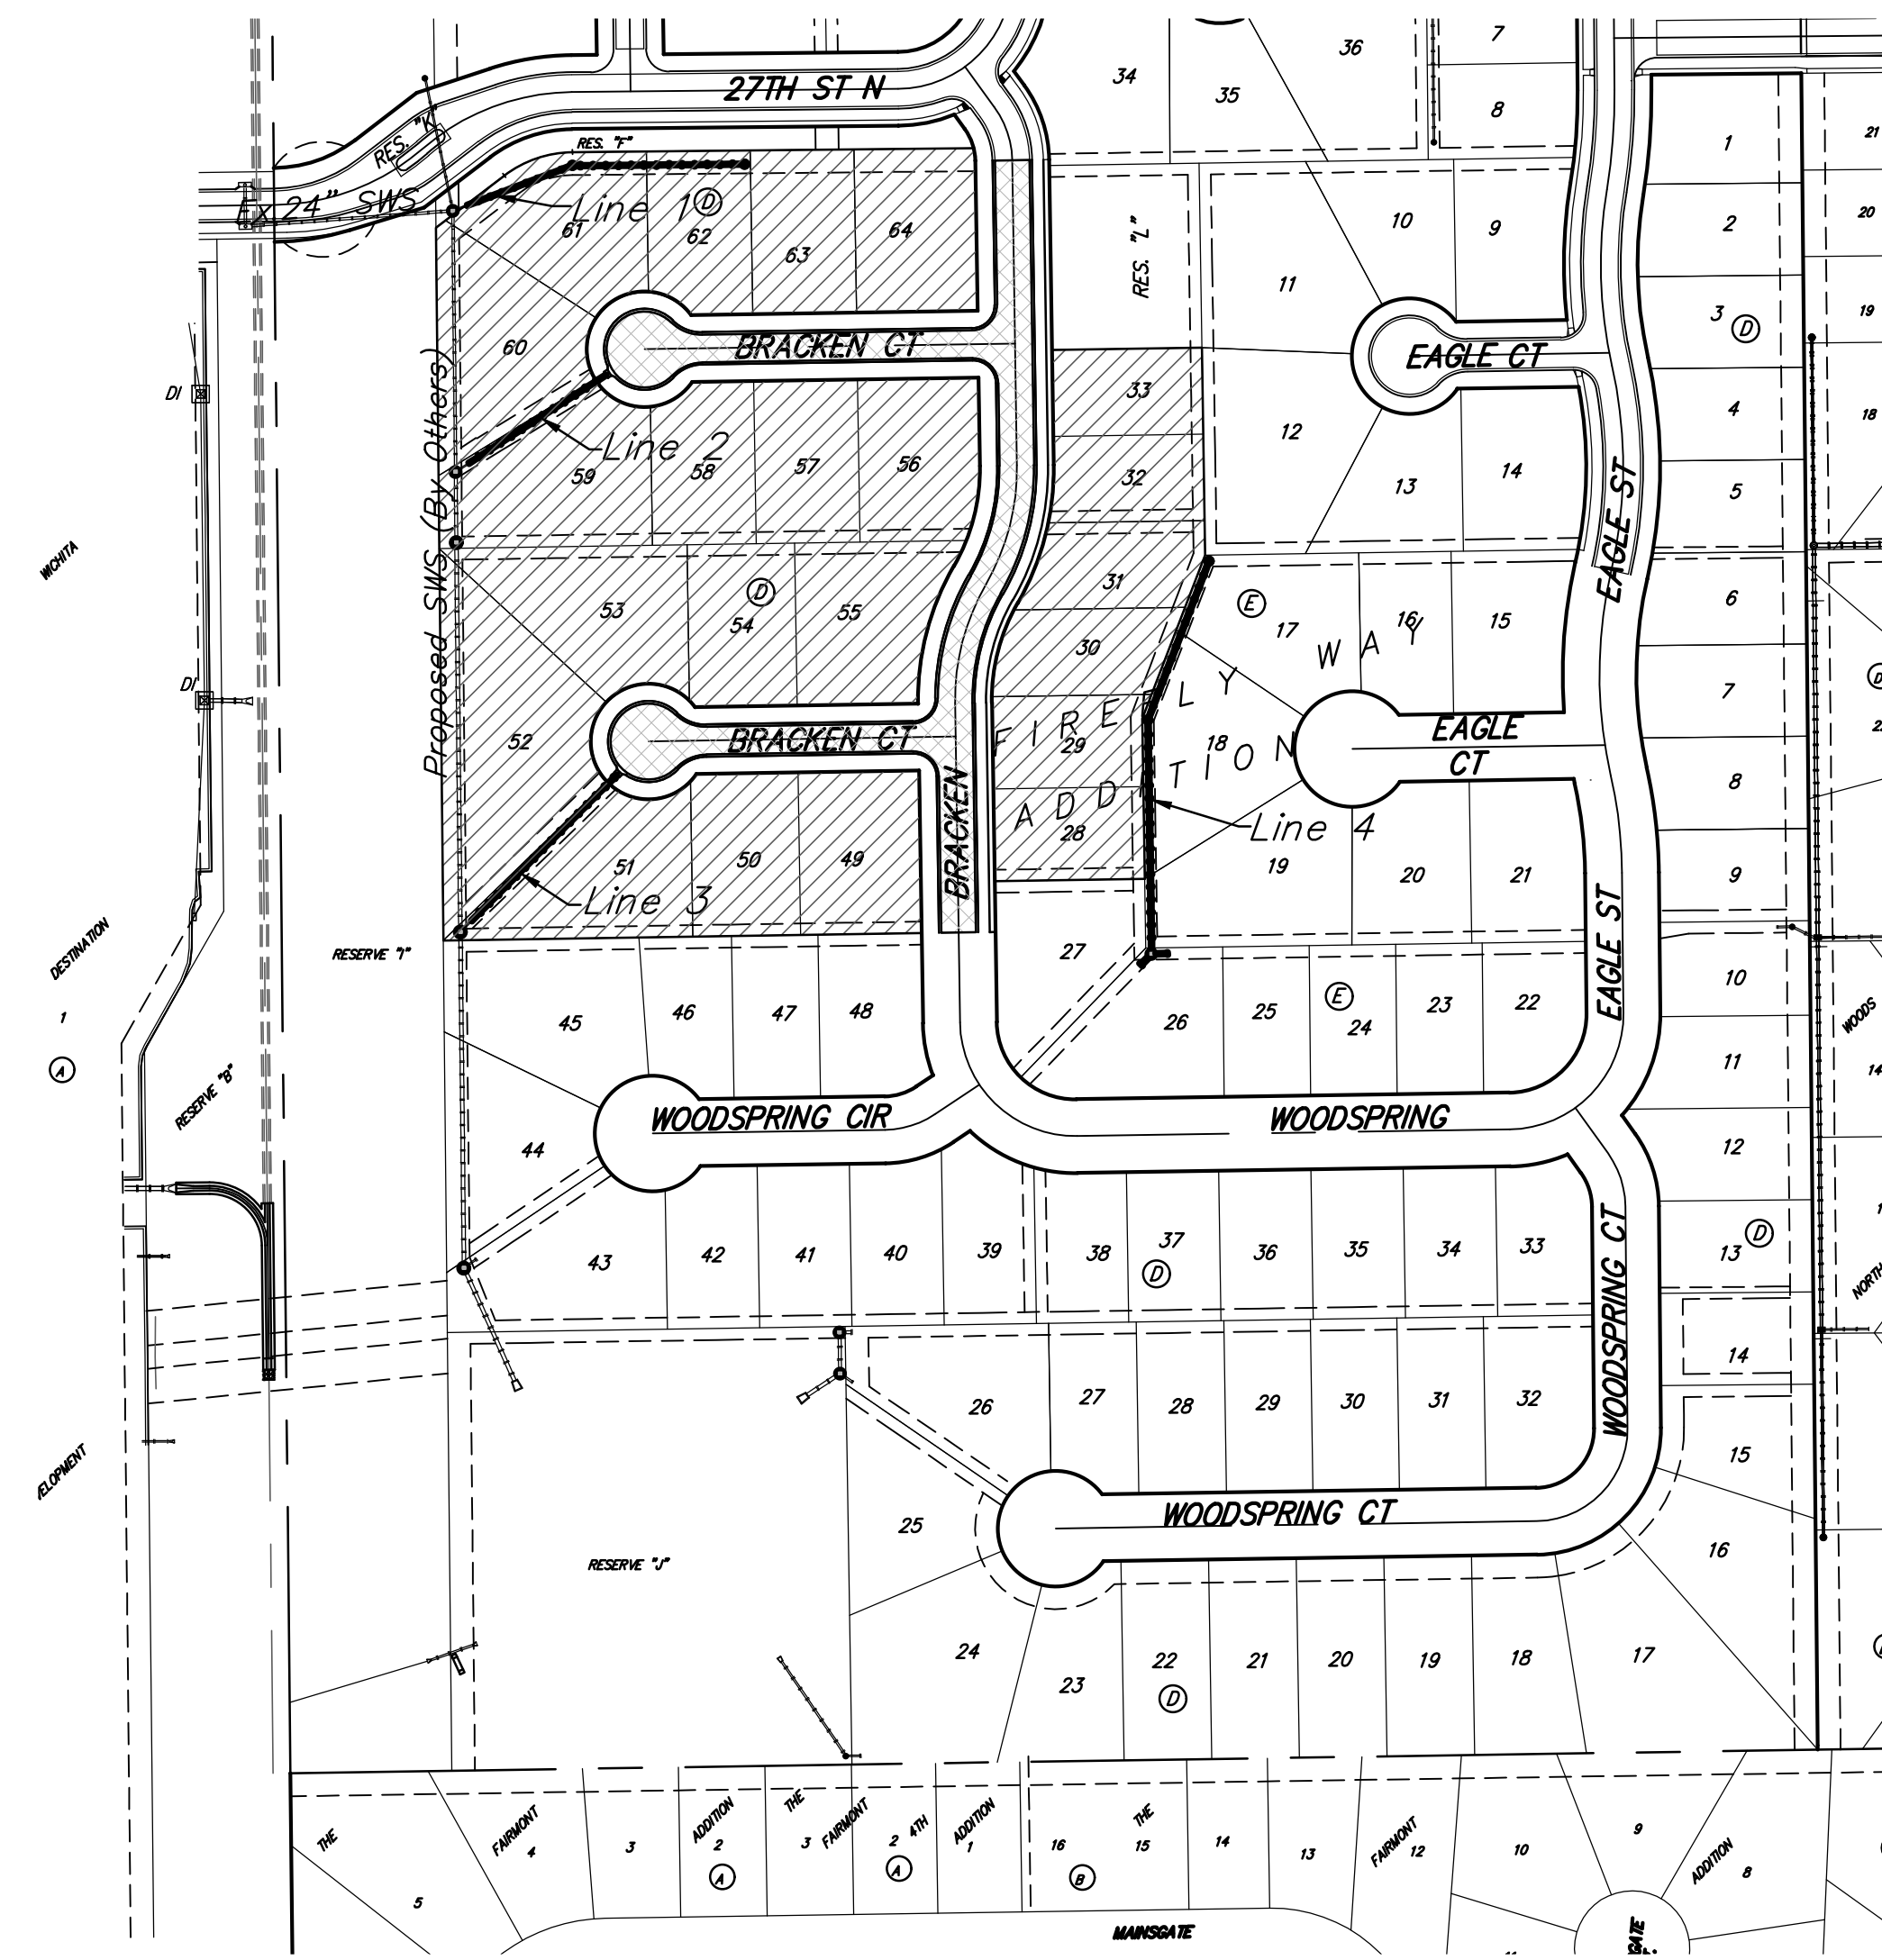 36
7
34
35
8
27TH ST N
RES. "K"
RES. "F"
1
21
Ex 24" SWS
Line 1
D
61
62
63
64
10
9
2
20
RES. "L"
11
3
D
19
60
BRACKEN CT
EAGLE CT
33
DI
4
18
12
Line 2
59
58
57
56
32
13
14
5
EAGLE ST
Proposed SWS (By Others)
WICHITA
53
D
54
55
31
E
17
16
15
6
30
W A Y
DI
F I R E F L Y
7
52
BRACKEN CT
29
18
EAGLE
CT
A D D I T I O N
8
28
Line 4
BRACKEN
51
50
49
19
20
21
9
Line 3
EAGLE ST
DESTINATION
RESERVE "I"
27
10
1
45
46
47
48
26
25
E
24
23
22
WOODS
A
11
14
RESERVE "B"
WOODSPRING CIR
WOODSPRING
44
12
43
42
41
40
39
38
37
D
36
35
34
33
13
D
NORTH
WOODSPRING CT
14
26
27
28
29
30
31
32
15
ELOPMENT
25
WOODSPRING CT
RESERVE "J"
16
24
23
22
D
21
20
19
18
17
THE
FAIRMONT
4
3
ADDITION
2
A
THE
3
FAIRMONT
2
4TH
A
ADDITION
1
16
B
THE
15
14
13
FAIRMONT
12
10
9
ADDITION
8
5
MAINSGATE
GATE